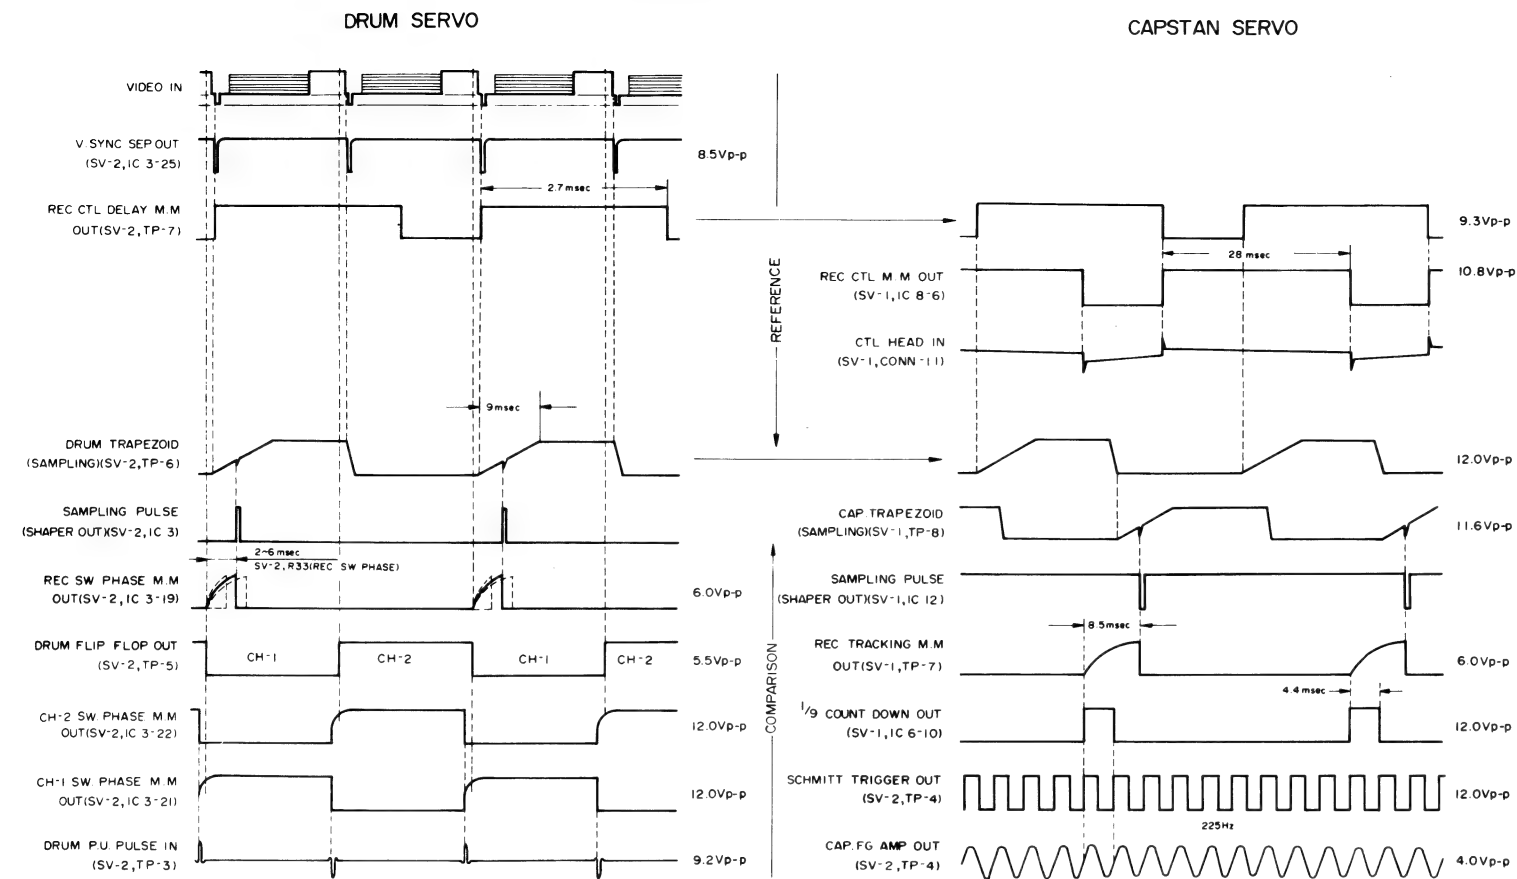 DRUM SERVO
VIDEO IN
V. SYNC SEP OUT
(SV-2, IC 3-25)
8.5Vp-p
2.7msec
REC CTL DELAY M.M
OUT(SV-2, TP-7)
9msec
DRUM TRAPEZOID
(SAMPLING)(SV-2,TP-6)
SAMPLING PULSE
(SHAPER OUT)(SV-2, IC 3)
2~6 msec
SV-2, R33(REC SW PHASE)
REC SW PHASE M.M
OUT(SV-2, IC 3-19)
6.0Vp-p
DRUM FLIP FLOP OUT
(SV-2, TP-5)
CH-1
CH-2
CH-1
CH-2
5.5Vp-p
CH-2 SW. PHASE M.M
OUT(SV-2, IC 3-22)
12.0Vp-p
CH-1 SW. PHASE M.M
OUT(SV-2, IC 3-21)
12.0Vp-p
DRUM P.U. PULSE IN
(SV-2, TP-3)
9.2Vp-p
REFERENCE
COMPARISON
CAPSTAN SERVO
9.3Vp-p
28 msec
REC CTL M.M OUT
(SV-1, IC 8-6)
10.8Vp-p
CTL HEAD IN
(SV-1, CONN-11)
12.0Vp-p
CAP. TRAPEZOID
(SAMPLING)(SV-1, TP-8)
11.6Vp-p
SAMPLING PULSE
(SHAPER OUT)(SV-1, IC 12)
8.5msec
REC TRACKING M.M
OUT(SV-1, TP-7)
6.0Vp-p
4.4 msec
1/9 COUNT DOWN OUT
(SV-1, IC 6-10)
12.0Vp-p
SCHMITT TRIGGER OUT
(SV-2, TP-4)
12.0Vp-p
225Hz
CAP. FG AMP OUT
(SV-2, TP-4)
4.0Vp-p